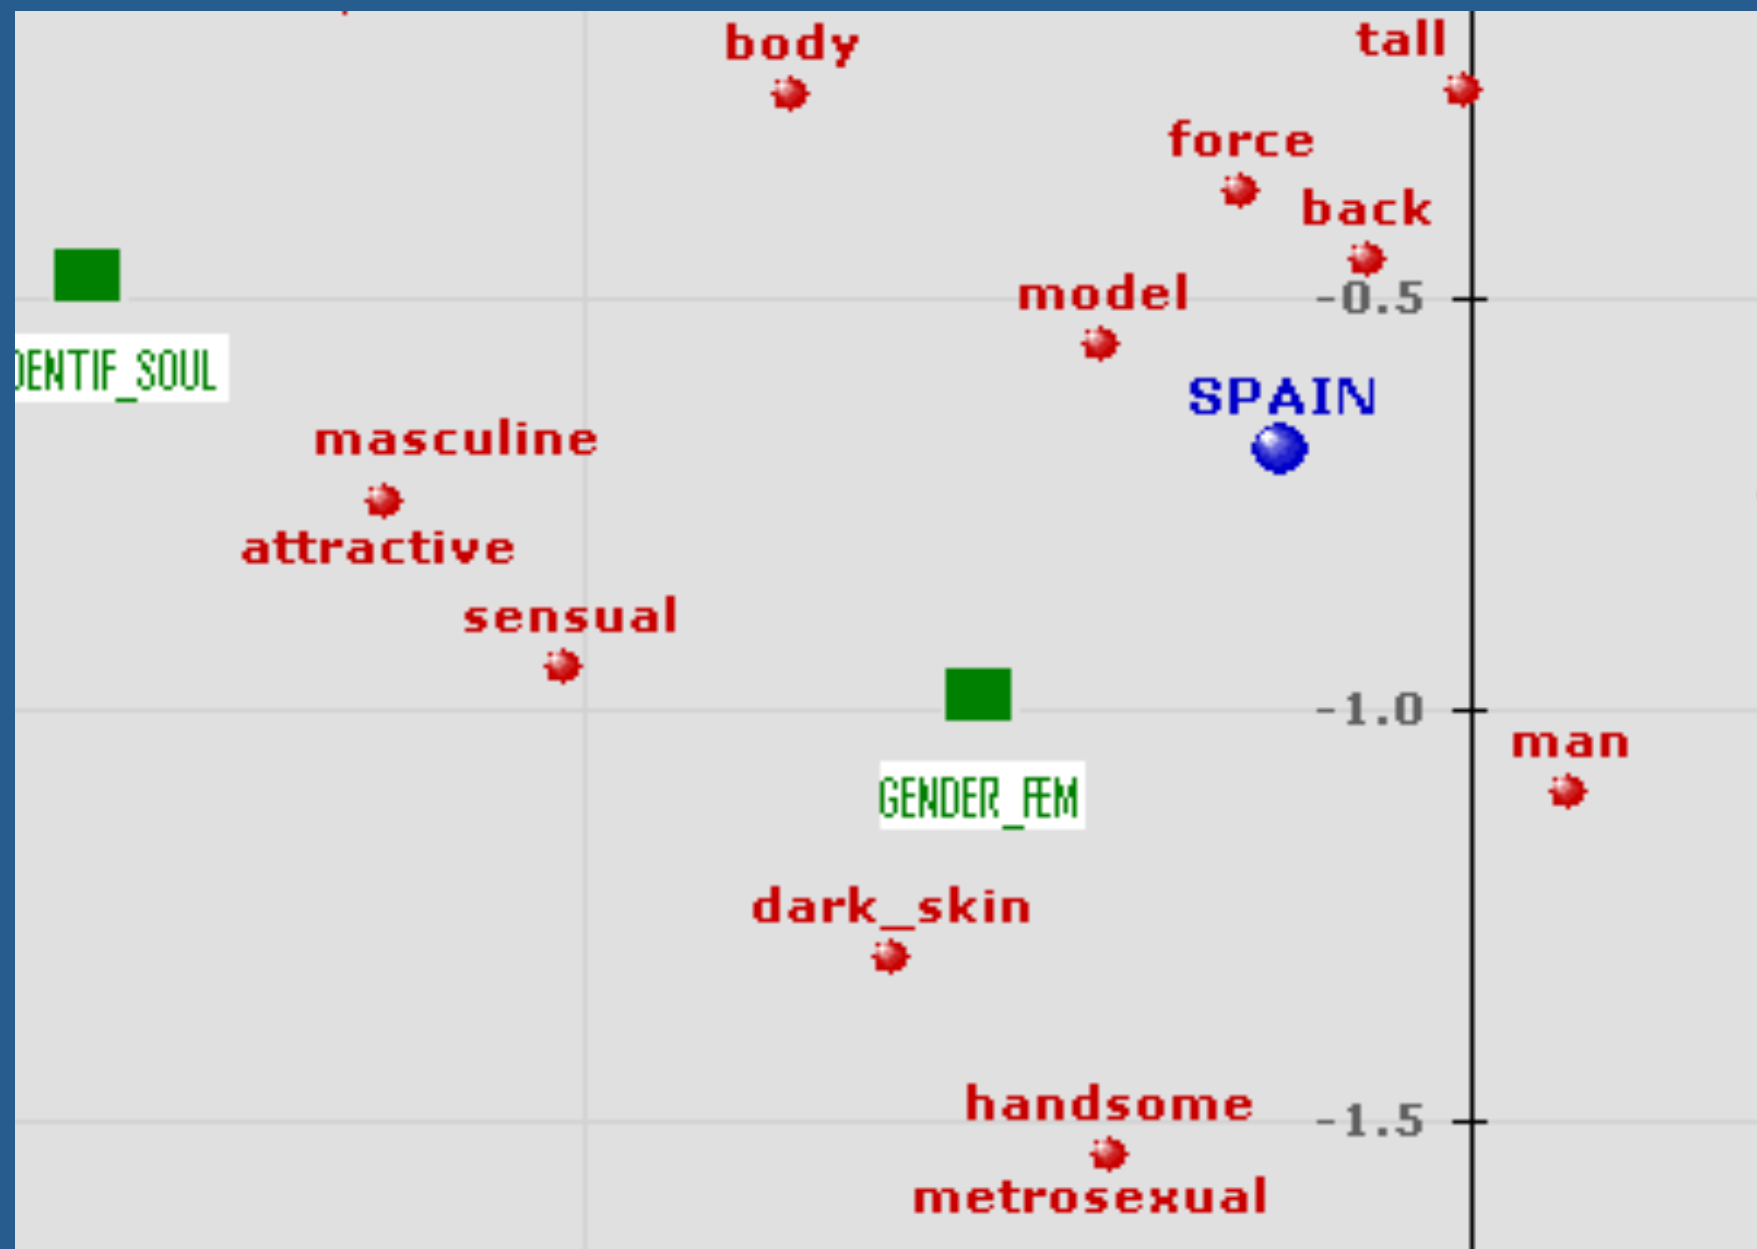 body
tall
force
back
model
-0.5
SPAIN
DENTIF_SOUL
masculine
attractive
sensual
-1.0
man
GENDER_FEM
dark_skin
handsome
-1.5
metrosexual